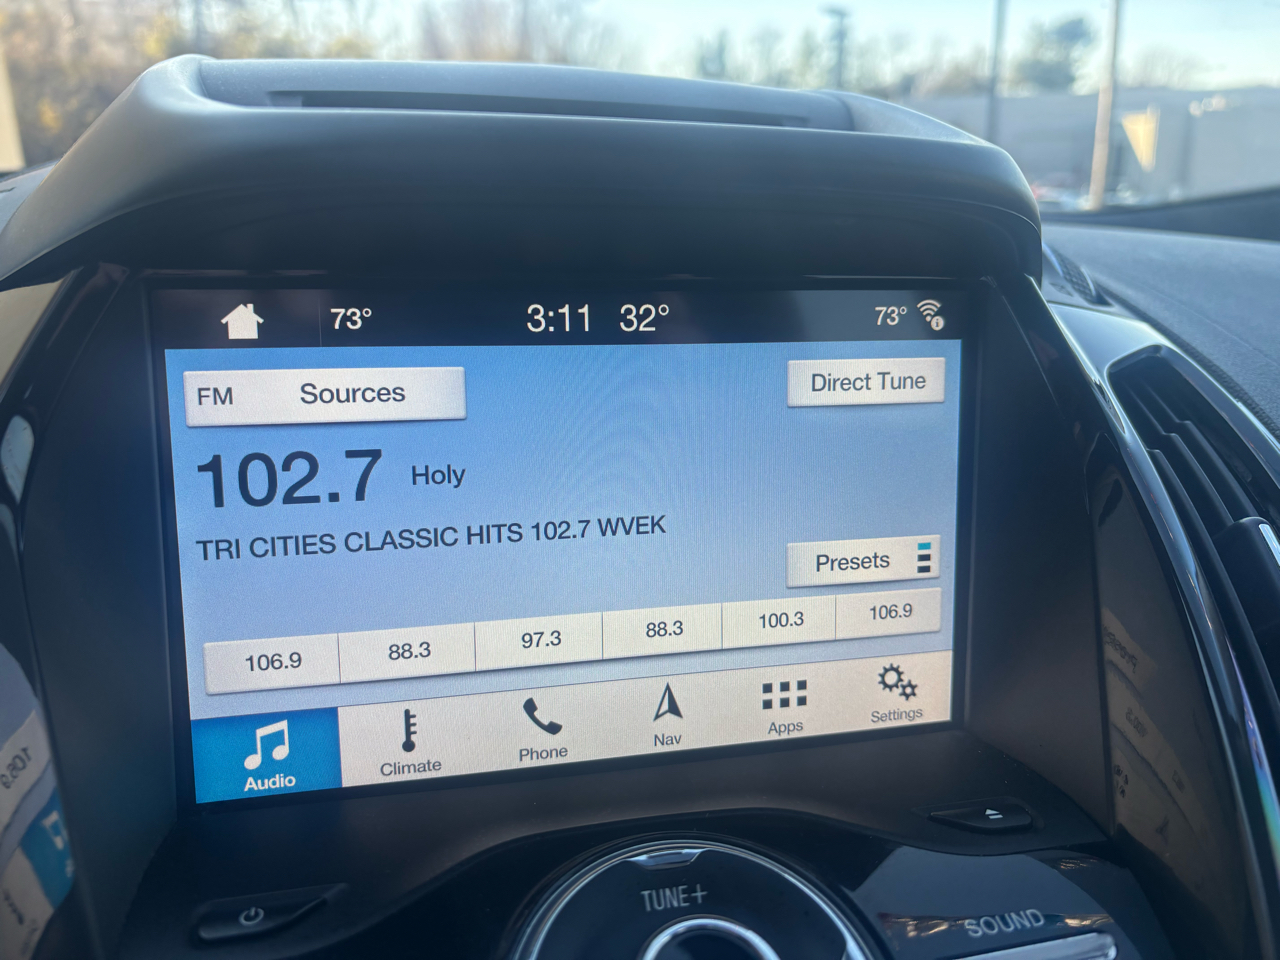 73° 3:11 32° 73°
FM Sources Direct Tune
102.7 Holy
TRI CITIES CLASSIC HITS 102.7 WVEK
Presets
106.9 88.3 97.3 88.3 100.3 106.9
Audio Climate Phone Nav Apps Settings
TUNE+
SOUND